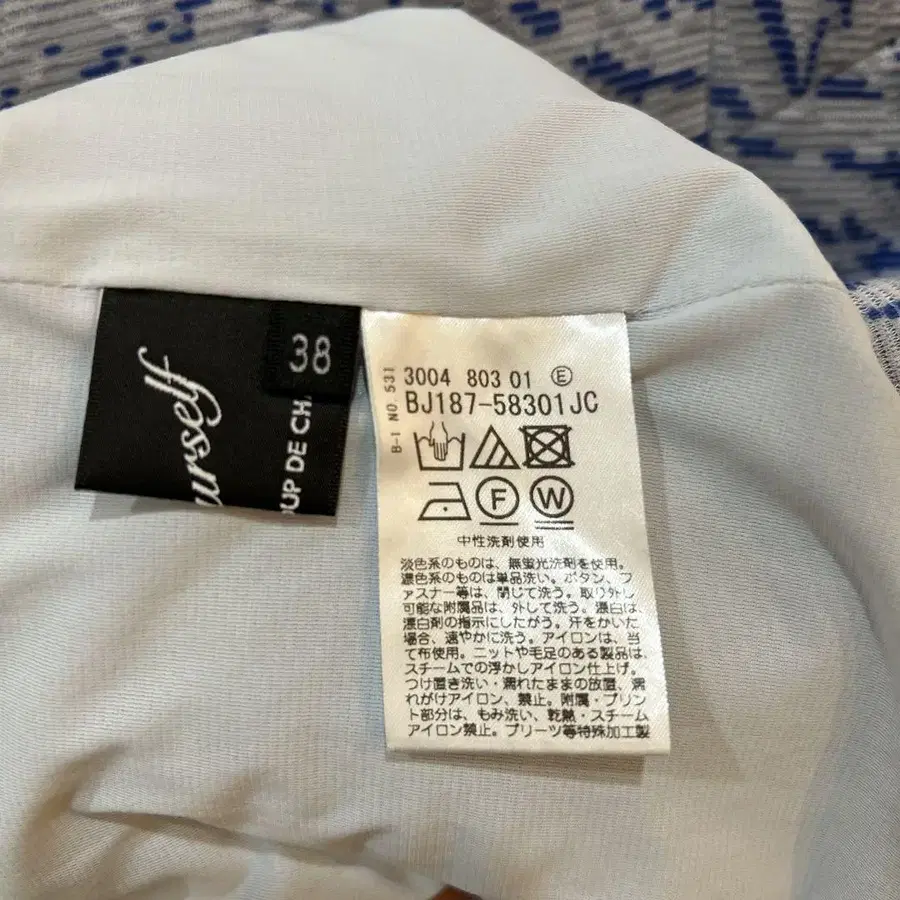 38
urself
OUP DE CHA
B-I NO. 531
3004 803 01 Ⓔ
BJ187-58301JC
F
W
中性洗剤使用
淡色系のものは、無蛍光洗剤を使用。
濃色系のものは単品洗い。ボタン、フ
ァスナー等は、閉じて洗う。取り外し
可能な附属品は、外して洗う。漂白は、
漂白剤の指示にしたがう。汗をかいた
場合、速やかに洗う。アイロンは、当
て布使用。ニットや毛足のある製品は、
スチームでの浮かしアイロン仕上げ。
つけ置き洗い・濡れたままの放置、濡
れがけアイロン、禁止。附属・プリン
ト部分は、もみ洗い、乾熱・スチーム
アイロン禁止。プリーツ等特殊加工製